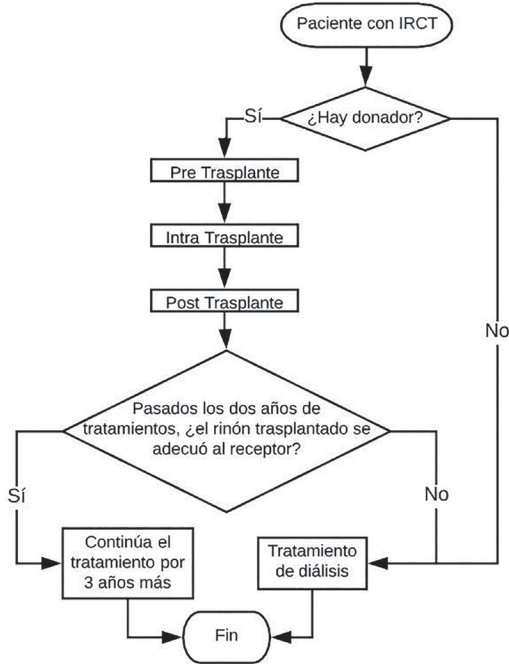 Paciente con IRCT
¿Hay donador?
Sí
Pre Trasplante
Intra Trasplante
Post Trasplante
No
Pasados los dos años de
tratamientos, ¿el rinón trasplantado se
adecuó al receptor?
Sí
No
Continúa el
tratamiento por
3 años más
Tratamiento
de diálisis
Fin